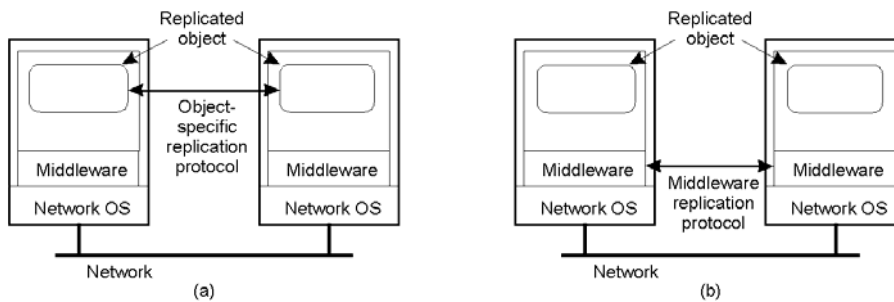 Replicated
object
Object-
specific
replication
protocol
Middleware
Middleware
Network OS
Network OS
Network
(a)
Replicated
object
Middleware
Middleware
Middleware
replication
protocol
Network OS
Network OS
Network
(b)